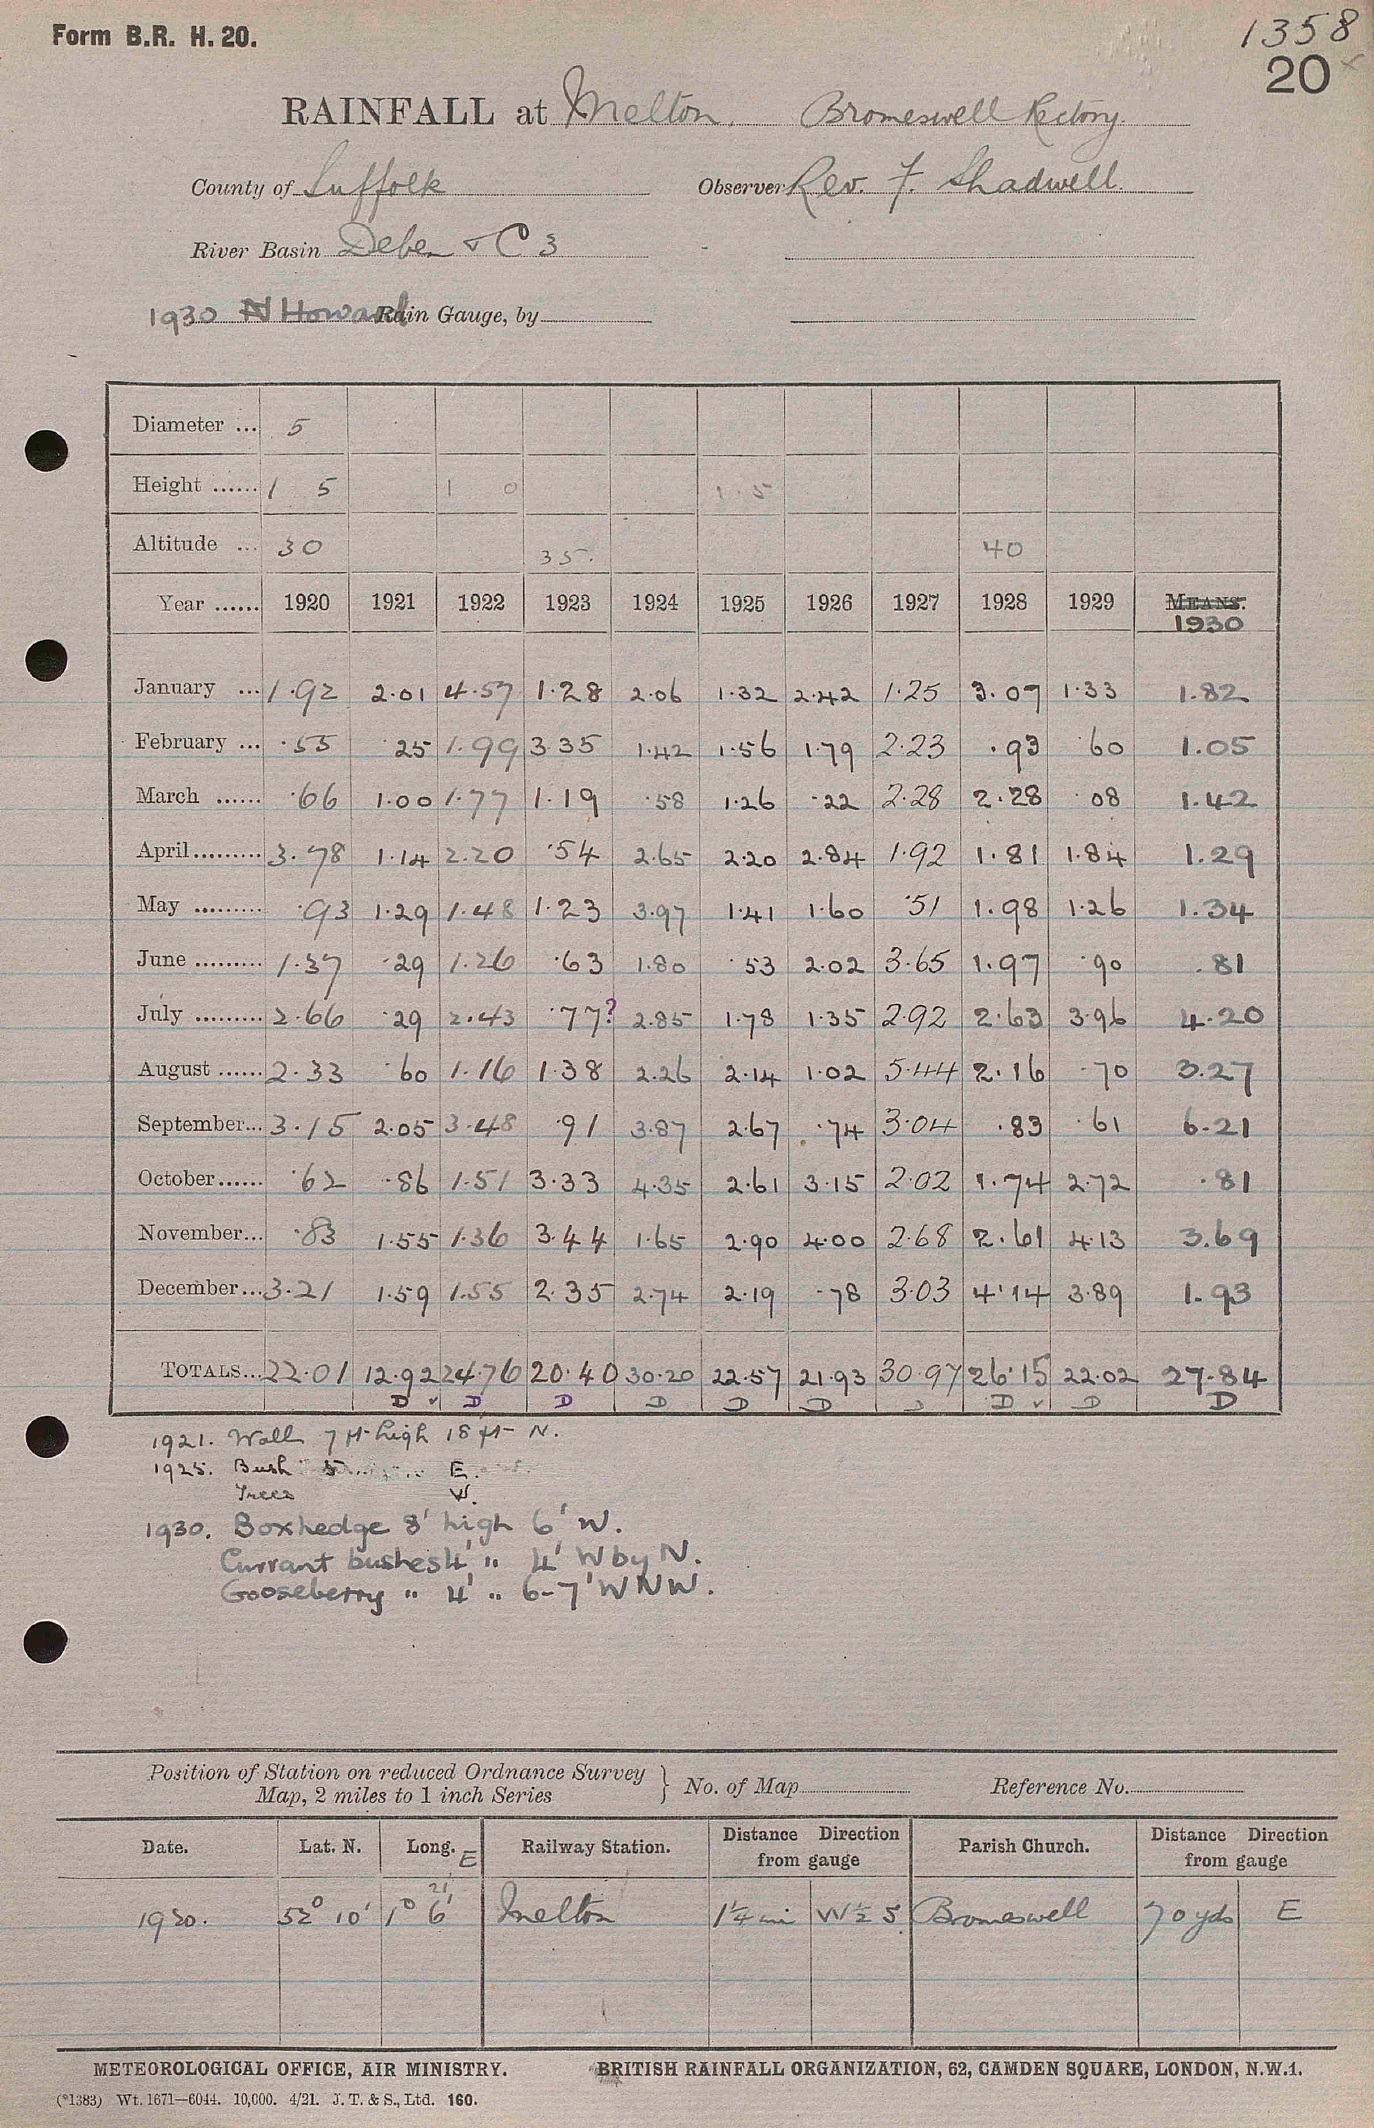 Form B.R. H. 20.
1358
20
RAINFALL at Melton. Bromeswell Rectory.
County of Suffolk Observer Rev. F. Shadwell.
River Basin Deben & C 3
1930 N Howard Rain Gauge, by
Diameter ... 5
Height ...... 1 5 1 0 1·5
Altitude ... 30 35. 40
Year ...... 1920 1921 1922 1923 1924 1925 1926 1927 1928 1929 MEANS.
1930
January ... 1·92 2·01 4·57 1·28 2·06 1·32 2·42 1·25 3·07 1·33 1·82
February ... ·55 ·25 1·99 3·35 1·42 1·56 1·79 2·23 ·93 ·60 1·05
March ...... ·66 1·00 1·77 1·19 ·58 1·26 ·22 2·28 2·28 ·08 1·42
April......... 3·78 1·14 2·20 ·54 2·65 2·20 2·84 1·92 1·81 1·84 1·29
May ......... ·93 1·29 1·48 1·23 3·97 1·41 1·60 ·51 1·98 1·26 1·34
June ......... 1·37 ·29 1·26 ·63 1·80 ·53 2·02 3·65 1·97 ·90 ·81
July ......... 2·66 ·29 2·43 ·77? 2·85 1·78 1·35 2·92 2·63 3·96 4·20
August ...... 2·33 ·60 1·16 1·38 2·26 2·14 1·02 5·44 2·16 ·70 3·27
September... 3·15 2·05 3·48 ·91 3·87 2·67 ·74 3·04 ·83 ·61 6·21
October...... ·62 ·86 1·51 3·33 4·35 2·61 3·15 2·02 1·74 2·72 ·81
November... ·83 1·55 1·36 3·44 1·65 2·90 4·00 2·68 2·61 4·13 3·69
December... 3·21 1·59 1·55 2·35 2·74 2·19 ·78 3·03 4·14 3·89 1·93
TOTALS... 22·01 12·92 24·76 20·40 30·20 22·57 21·93 30·97 26·15 22·02 27·84
D ✓ D D D D D D D ✓ D D
1921. Wall 7 ft high 18 ft N.
1925. Bush 5 E.
Trees W.
1930. Boxhedge 8' high 6' W.
Currant bushes 4' " 4' W by N.
Gooseberry " 4' " 6-7' WNW.
Position of Station on reduced Ordnance Survey
Map, 2 miles to 1 inch Series } No. of Map Reference No.
Date. Lat. N. Long. E Railway Station. Distance Direction from gauge Parish Church. Distance Direction from gauge
21'
1920. 52° 10' 1° 6' Melton 1¼ mi W½S. Bromeswell 70 yds E
METEOROLOGICAL OFFICE, AIR MINISTRY. BRITISH RAINFALL ORGANIZATION, 62, CAMDEN SQUARE, LONDON, N.W.1.
(*1383) Wt. 1671—6044. 10,000. 4/21. J. T. & S., Ltd. 160.